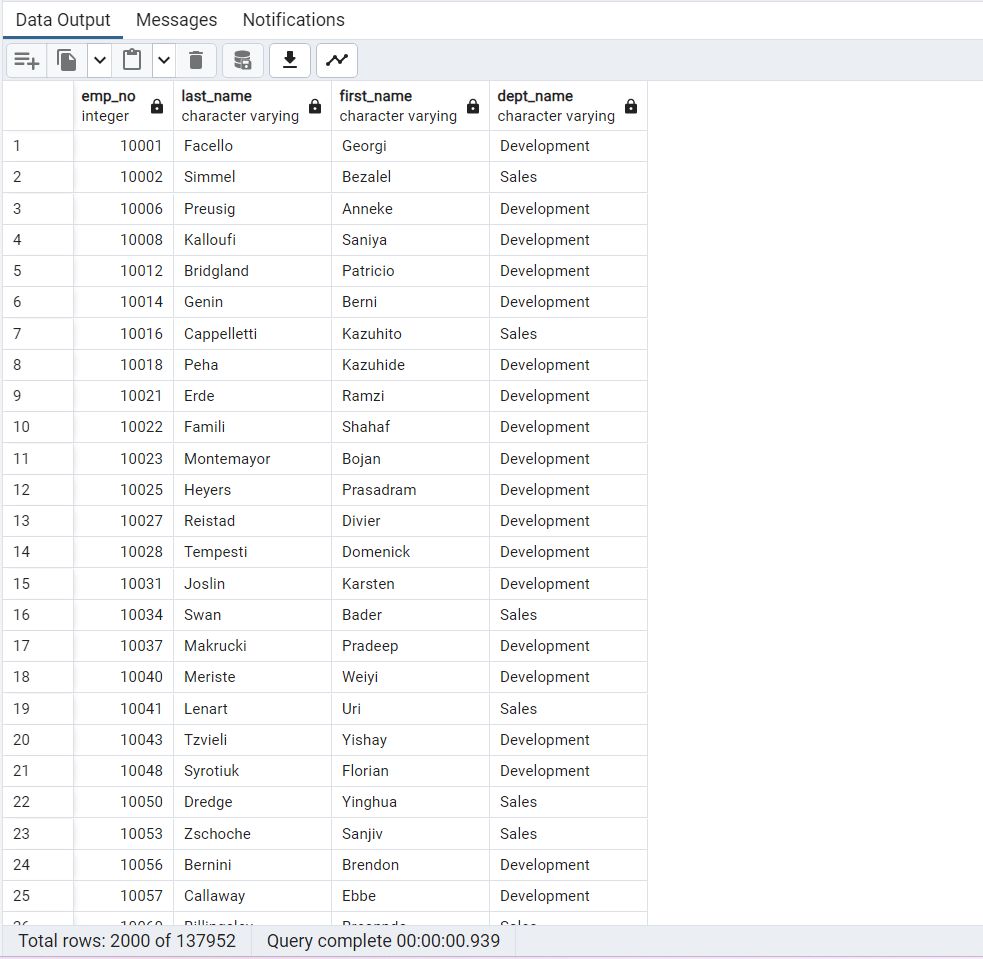 Data Output Messages Notifications
emp_no last_name first_name dept_name
integer character varying character varying character varying
1 10001 Facello Georgi Development
2 10002 Simmel Bezalel Sales
3 10006 Preusig Anneke Development
4 10008 Kalloufi Saniya Development
5 10012 Bridgland Patricio Development
6 10014 Genin Berni Development
7 10016 Cappelletti Kazuhito Sales
8 10018 Peha Kazuhide Development
9 10021 Erde Ramzi Development
10 10022 Famili Shahaf Development
11 10023 Montemayor Bojan Development
12 10025 Heyers Prasadram Development
13 10027 Reistad Divier Development
14 10028 Tempesti Domenick Development
15 10031 Joslin Karsten Development
16 10034 Swan Bader Sales
17 10037 Makrucki Pradeep Development
18 10040 Meriste Weiyi Development
19 10041 Lenart Uri Sales
20 10043 Tzvieli Yishay Development
21 10048 Syrotiuk Florian Development
22 10050 Dredge Yinghua Sales
23 10053 Zschoche Sanjiv Sales
24 10056 Bernini Brendon Development
25 10057 Callaway Ebbe Development
Total rows: 2000 of 137952 Query complete 00:00:00.939